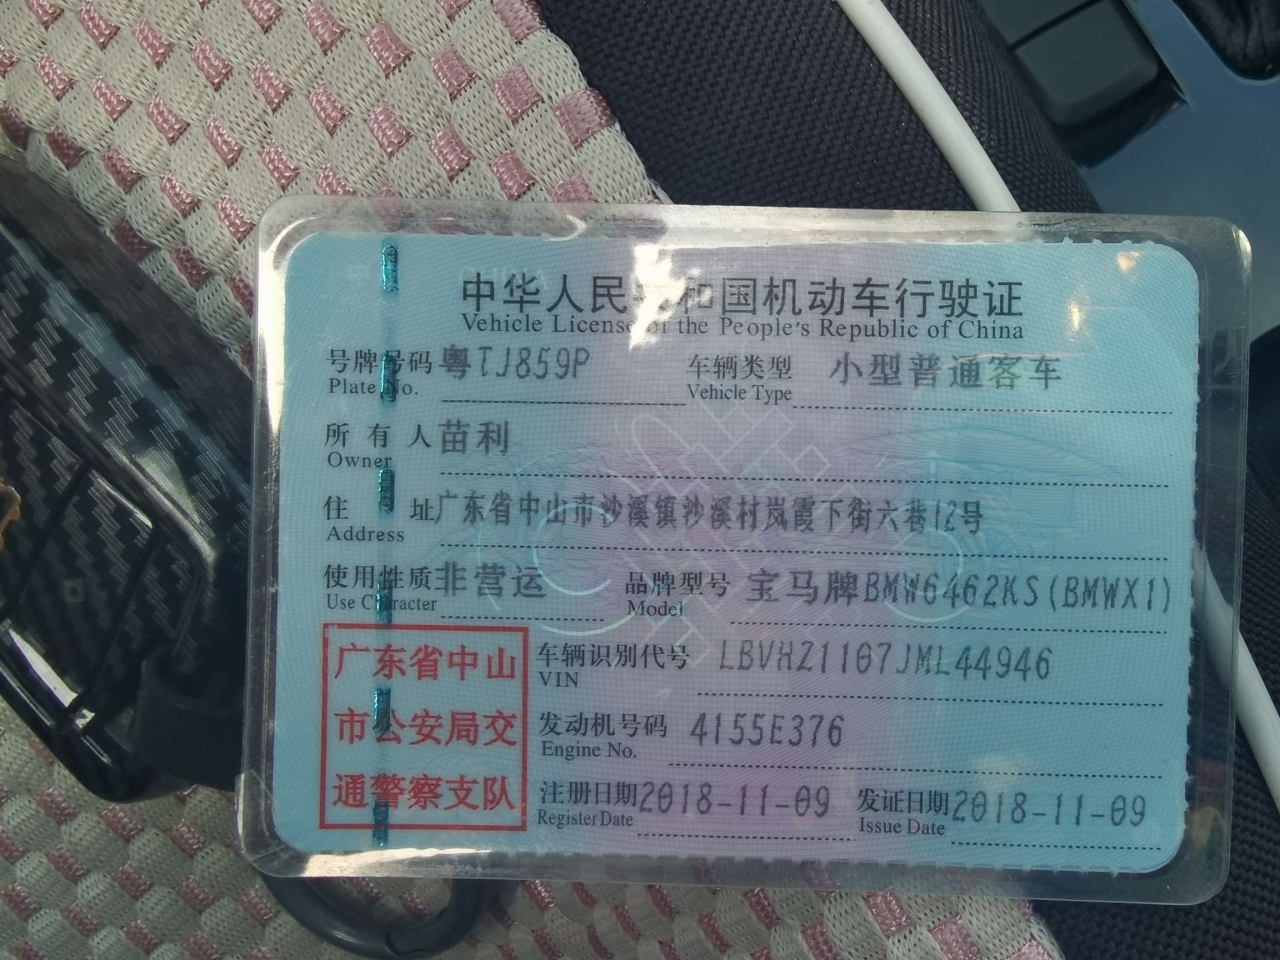 中华人民共和国机动车行驶证
Vehicle License of the People's Republic of China
号牌号码 粤TJ859P 车辆类型 小型普通客车
Plate No. Vehicle Type
所有人 苗利
Owner
住址 广东省中山市沙溪镇沙溪村岚霞下街六巷12号
Address
使用性质 非营运 品牌型号 宝马牌BMW6462KS(BMWX1)
Use Character Model
广东省中山
市公安局交
通警察支队
车辆识别代号 LBVHZ1107JML44946
VIN
发动机号码 4155E376
Engine No.
注册日期 2018-11-09 发证日期 2018-11-09
Register Date Issue Date